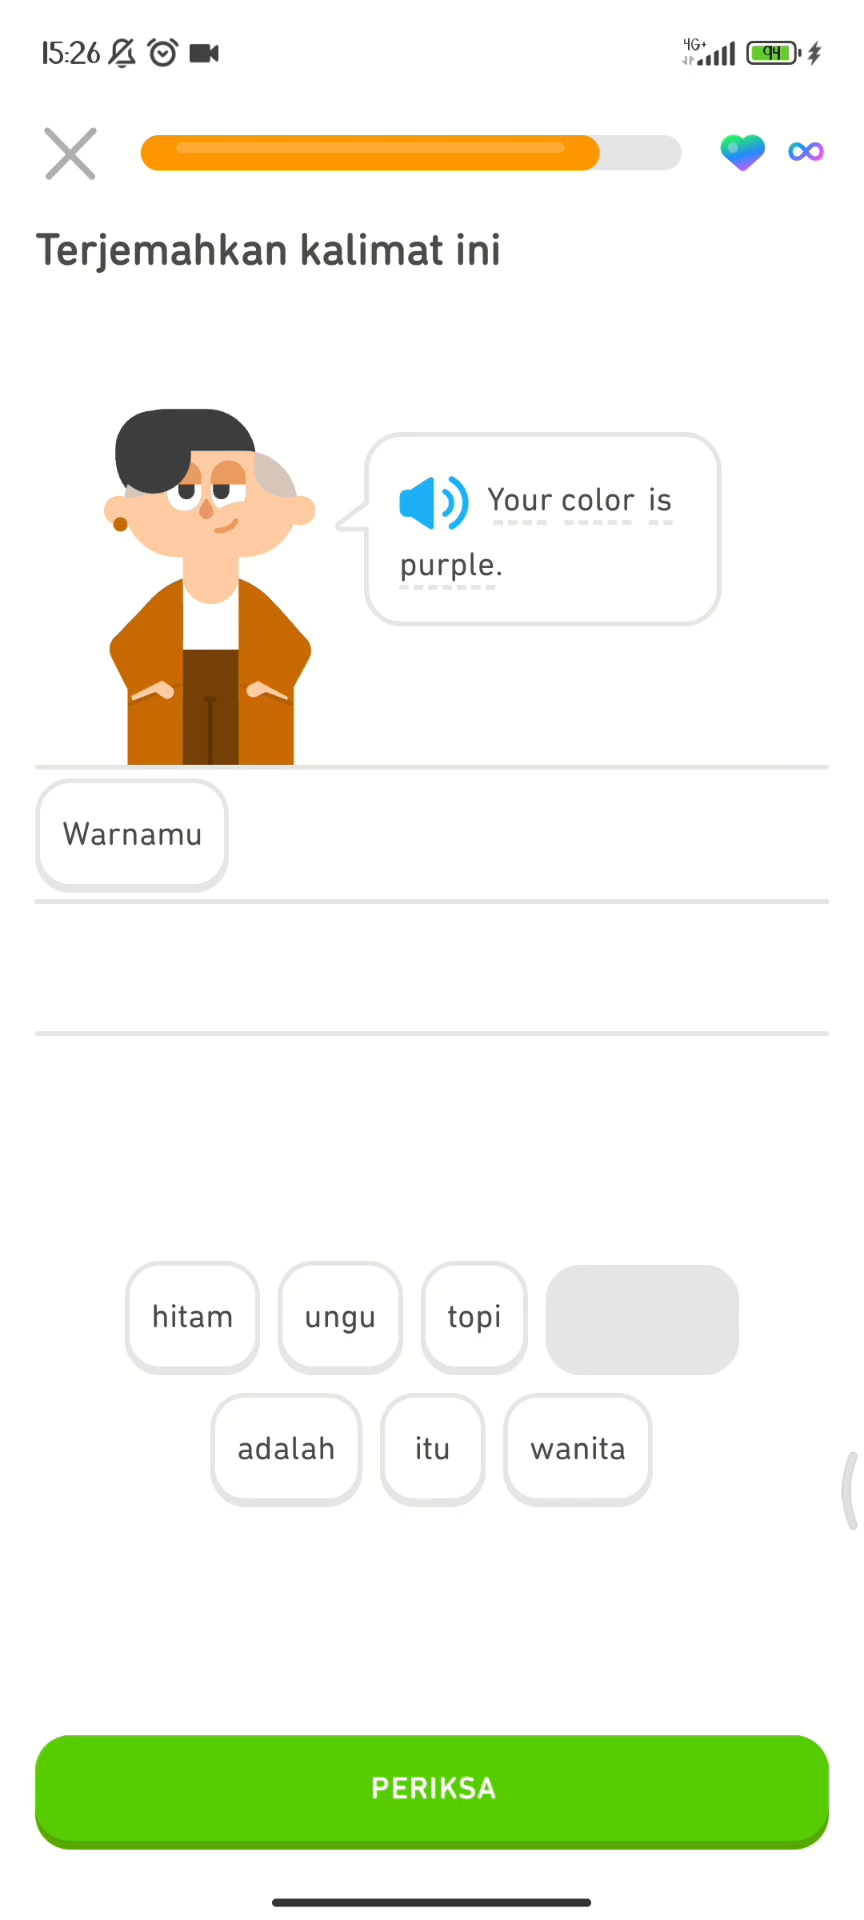 15:26 4G+ 94
Terjemahkan kalimat ini
Your color is
purple.
Warnamu
hitam ungu topi
adalah itu wanita
PERIKSA